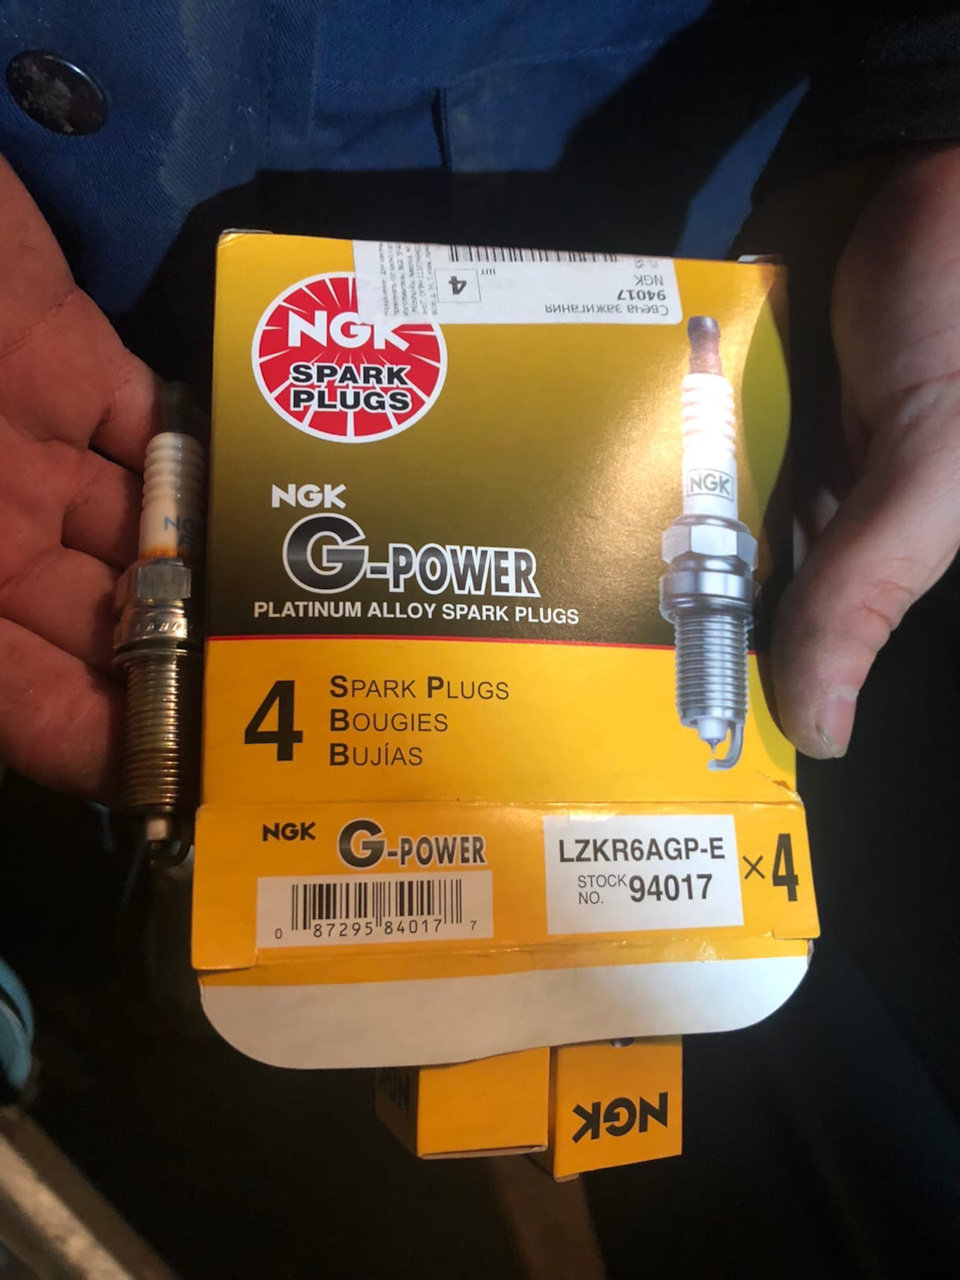 Свеча зажигания
94017
NGK
4
шт
NGK
SPARK
PLUGS
NGK
G-POWER
PLATINUM ALLOY SPARK PLUGS
NGK
4
SPARK PLUGS
BOUGIES
BUJÍAS
NGK
G-POWER
LZKR6AGP-E
STOCK
NO. 94017
×4
0 87295 84017 7
NGK